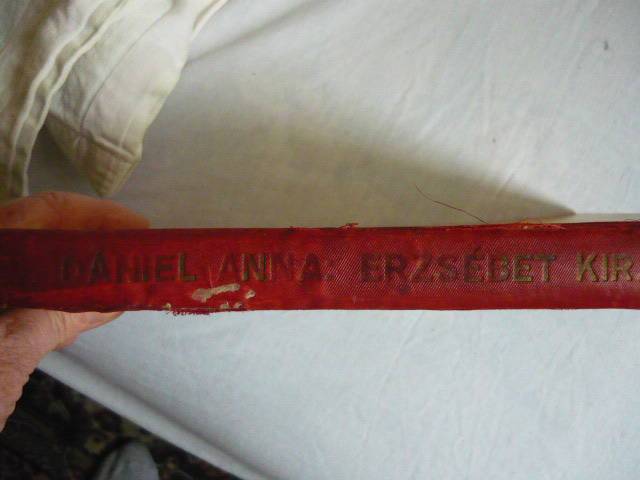 DÁNIEL ANNA: ERZSÉBET KIR